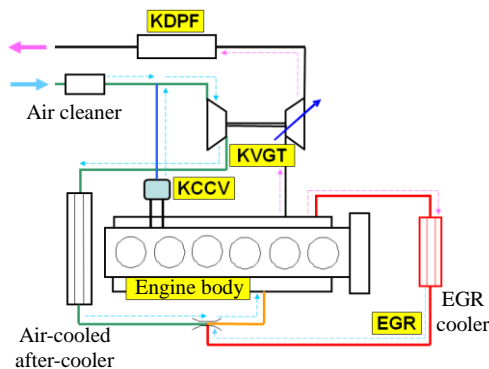 KDPF
Air cleaner
KVGT
KCCV
Engine body
EGR
EGR
cooler
Air-cooled
after-cooler